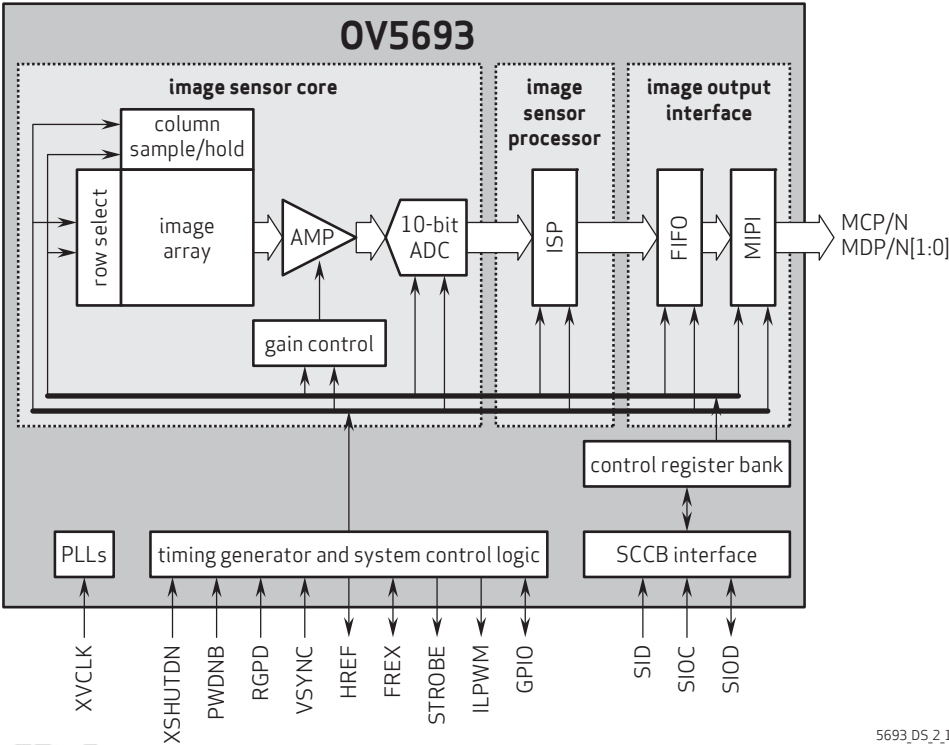 OV5693
image sensor core
image
sensor
processor
image output
interface
column
sample/hold
row select
image
array
AMP
10-bit
ADC
ISP
FIFO
MIPI
MCP/N
MDP/N[1:0]
gain control
control register bank
PLLs
timing generator and system control logic
SCCB interface
XVCLK
XSHUTDN
PWDNB
RGPD
VSYNC
HREF
FREX
STROBE
ILPWM
GPIO
SID
SIOC
SIOD
5693_DS_2_1